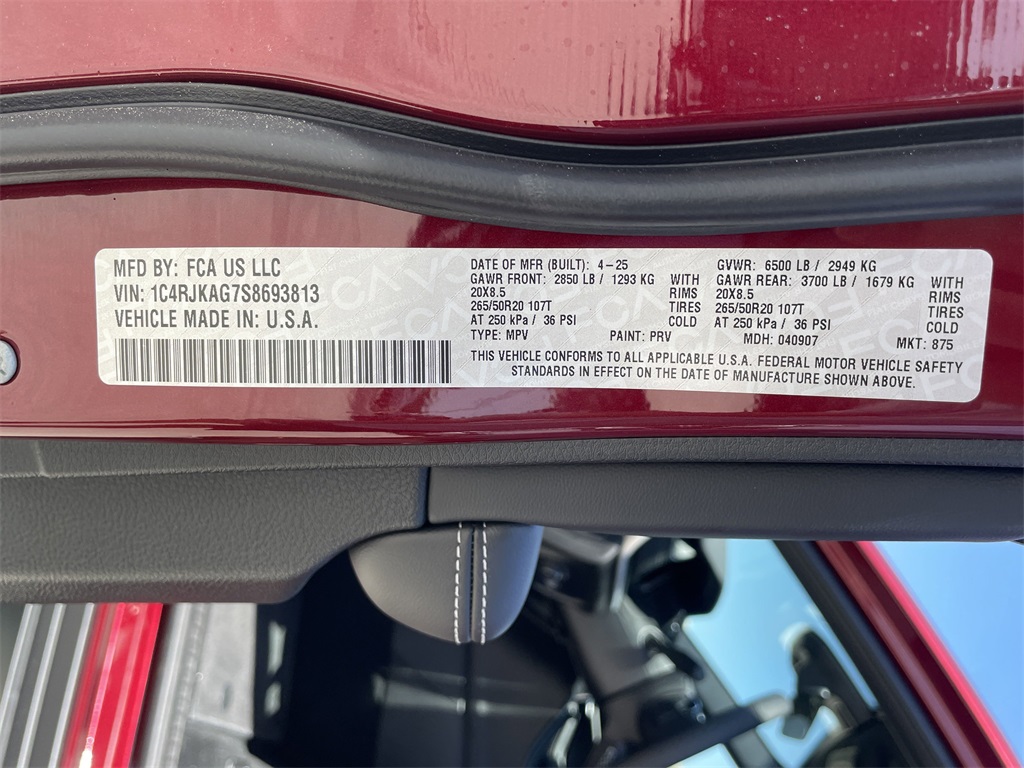 MFD BY: FCA US LLC
VIN: 1C4RJKAG7S8693813
VEHICLE MADE IN: U.S.A.
DATE OF MFR (BUILT): 4-25
GAWR FRONT: 2850 LB / 1293 KG WITH
20X8.5 RIMS
265/50R20 107T TIRES
AT 250 kPa / 36 PSI COLD
TYPE: MPV PAINT: PRV
GVWR: 6500 LB / 2949 KG
GAWR REAR: 3700 LB / 1679 KG WITH
20X8.5 RIMS
265/50R20 107T TIRES
AT 250 kPa / 36 PSI COLD
MDH: 040907 MKT: 875
THIS VEHICLE CONFORMS TO ALL APPLICABLE U.S.A. FEDERAL MOTOR VEHICLE SAFETY
STANDARDS IN EFFECT ON THE DATE OF MANUFACTURE SHOWN ABOVE.